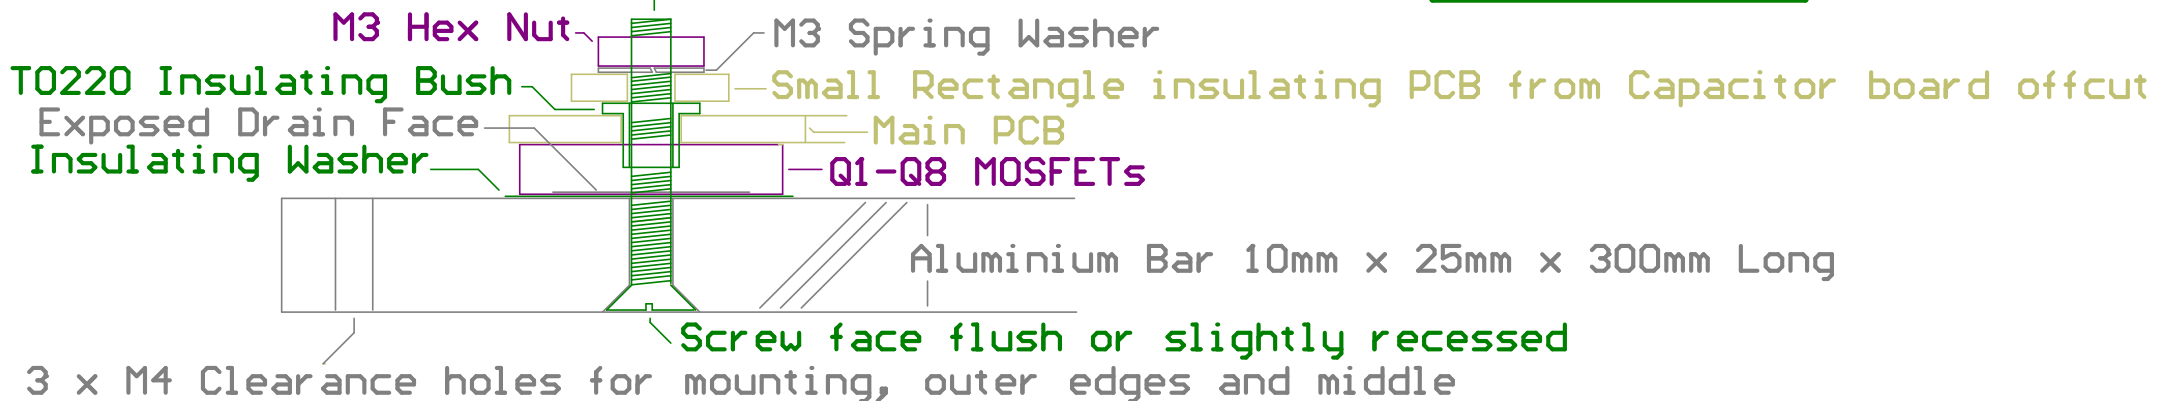 M3 Hex Nut
M3 Spring Washer
TO220 Insulating Bush
Small Rectangle insulating PCB from Capacitor board offcut
Exposed Drain Face
Main PCB
Insulating Washer
Q1-Q8 MOSFETs
Aluminium Bar 10mm x 25mm x 300mm Long
Screw face flush or slightly recessed
3 x M4 Clearance holes for mounting, outer edges and middle